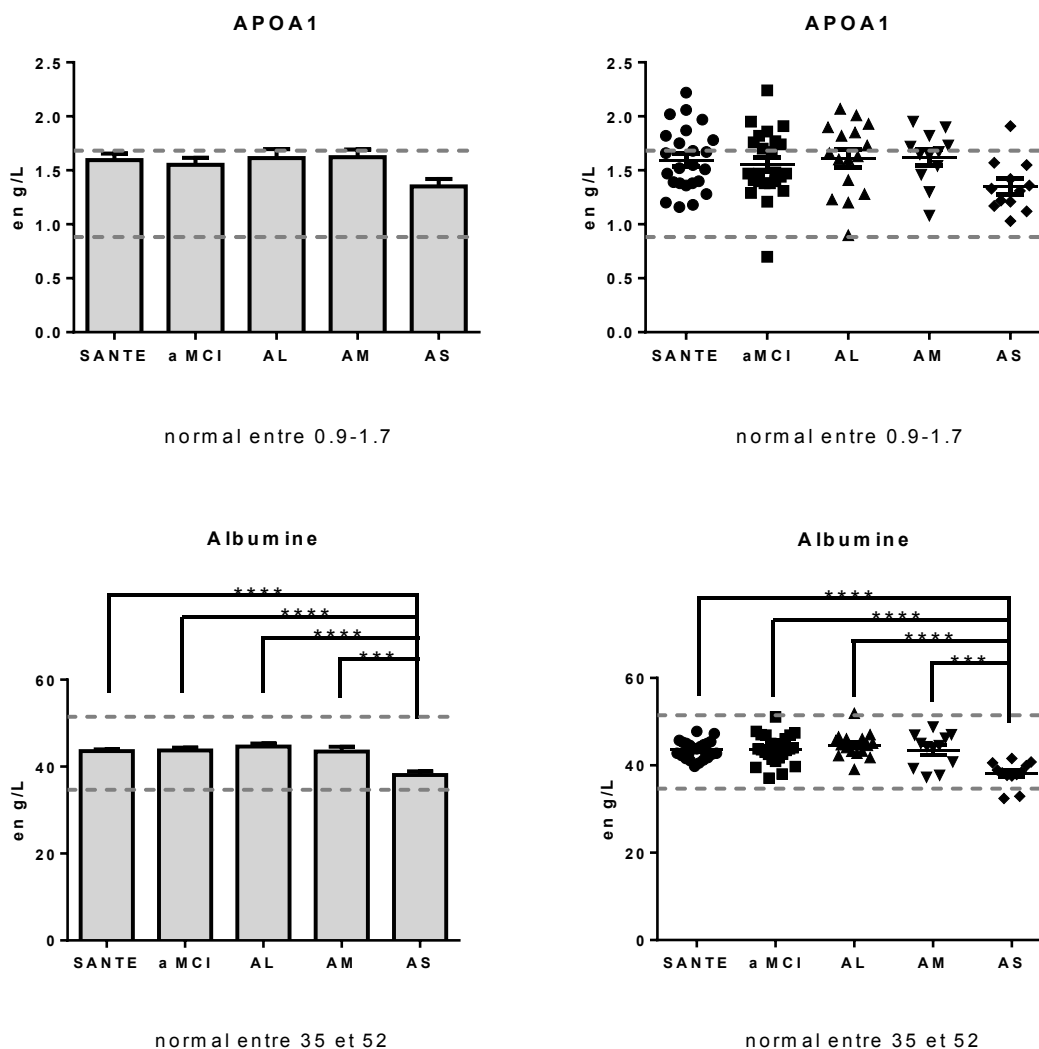 APOA1
2.5
2.0
1.5
1.0
0.5
0.0
en g/L
SANTE a MCI AL AM AS
normal entre 0.9-1.7
APOA1
2.5
2.0
1.5
1.0
0.5
0.0
en g/L
SANTE aMCI AL AM AS
normal entre 0.9-1.7
Albumine
****
****
****
***
60
40
20
0
en g/L
SANTE a MCI AL AM AS
normal entre 35 et 52
Albumine
****
****
****
***
60
40
20
0
en g/L
SANTE a MCI AL AM AS
normal entre 35 et 52